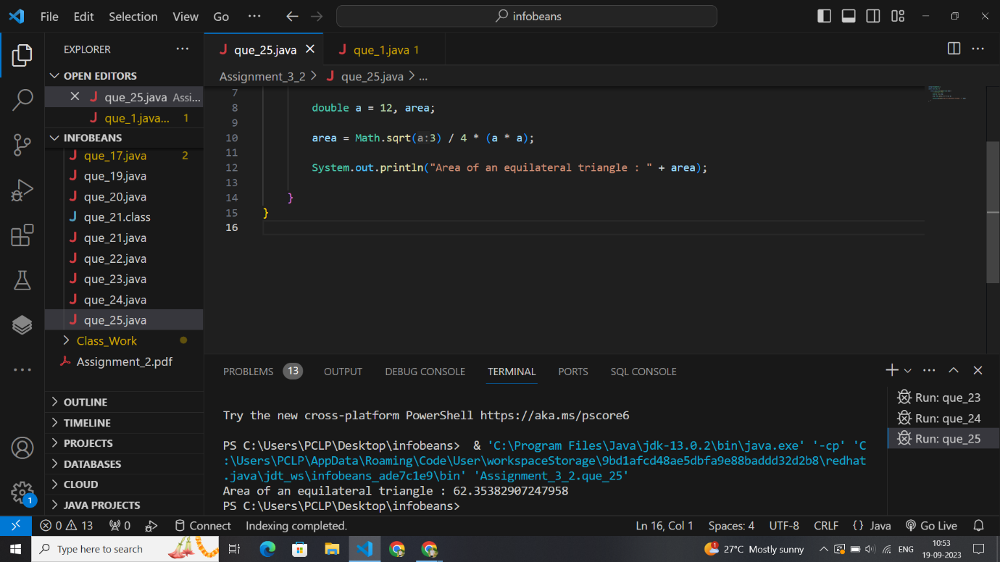 File Edit Selection View Go ··· infobeans
EXPLORER ···
OPEN EDITORS
que_25.java Assi...
que_1.java... 1
INFOBEANS
que_17.java 2
que_19.java
que_20.java
que_21.class
que_21.java
que_22.java
que_23.java
que_24.java
que_25.java
Class_Work
Assignment_2.pdf
OUTLINE
TIMELINE
PROJECTS
DATABASES
CLOUD
JAVA PROJECTS
1
que_25.java que_1.java 1
Assignment_3_2 > que_25.java > ...
7
8 double a = 12, area;
9
10 area = Math.sqrt(a:3) / 4 * (a * a);
11
12 System.out.println("Area of an equilateral triangle : " + area);
13
14 }
15 }
16
PROBLEMS 13 OUTPUT DEBUG CONSOLE TERMINAL PORTS SQL CONSOLE
Try the new cross-platform PowerShell https://aka.ms/pscore6
PS C:\Users\PCLP\Desktop\infobeans> & 'C:\Program Files\Java\jdk-13.0.2\bin\java.exe' '-cp' 'C
:\Users\PCLP\AppData\Roaming\Code\User\workspaceStorage\9bd1afcd48ae5dbfa9e88baddd32d2b8\redhat
.java\jdt_ws\infobeans_ade7c1e9\bin' 'Assignment_3_2.que_25'
Area of an equilateral triangle : 62.35382907247958
PS C:\Users\PCLP\Desktop\infobeans>
Run: que_23
Run: que_24
Run: que_25
0 13 0 Connect Indexing completed. Ln 16, Col 1 Spaces: 4 UTF-8 CRLF {} Java Go Live
Type here to search 1 27°C Mostly sunny ENG 10:53
19-09-2023